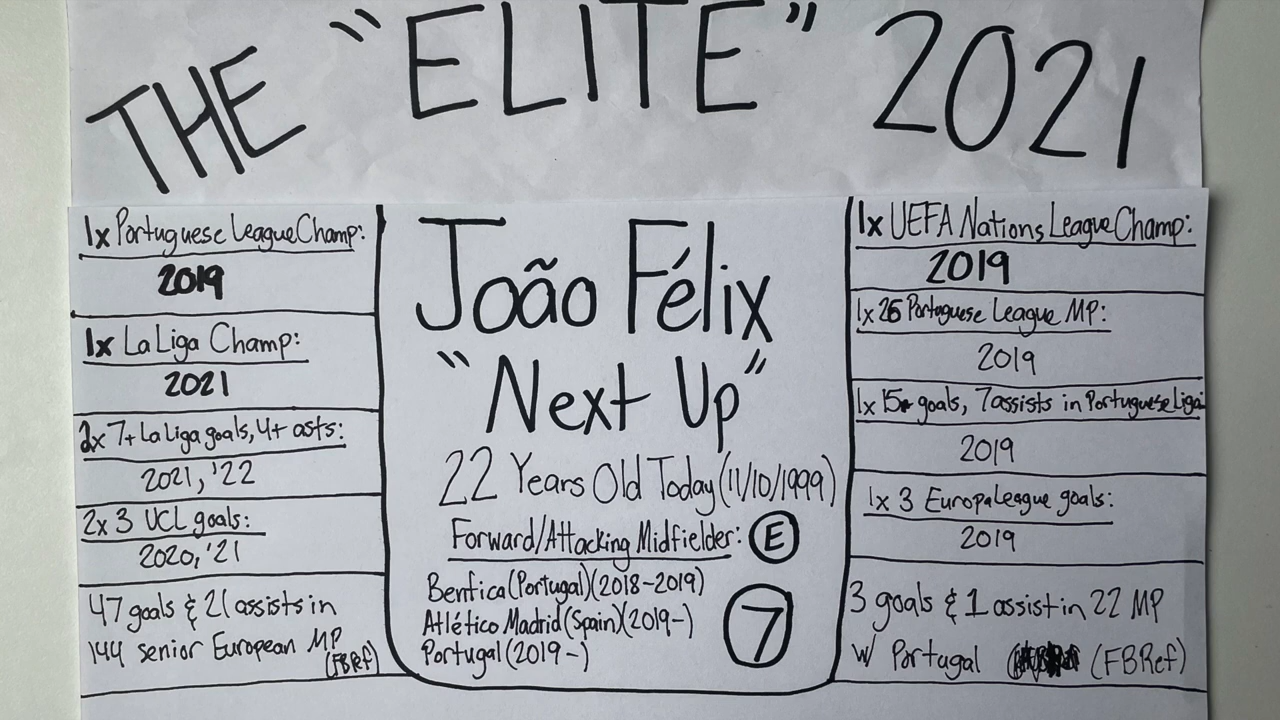 THE "ELITE" 2021
1x Portuguese League Champ:
2019
1x La Liga Champ:
2021
2x 7+ La Liga goals, 4+ asts:
2021, '22
2x 3 UCL goals:
2020, '21
47 goals & 21 assists in
144 senior European MP
(FBRef)
João Félix
"Next Up"
22 Years Old Today (11/10/1999)
Forward/Attacking Midfielder: E
Benfica (Portugal) (2018-2019)
Atlético Madrid (Spain) (2019-)
Portugal (2019-)
7
1x UEFA Nations League Champ:
2019
1x 26 Portuguese League MP:
2019
1x 15 goals, 7 assists in Portuguese Liga:
2019
1x 3 Europa League goals:
2019
3 goals & 1 assist in 22 MP
w/ Portugal (FBRef)